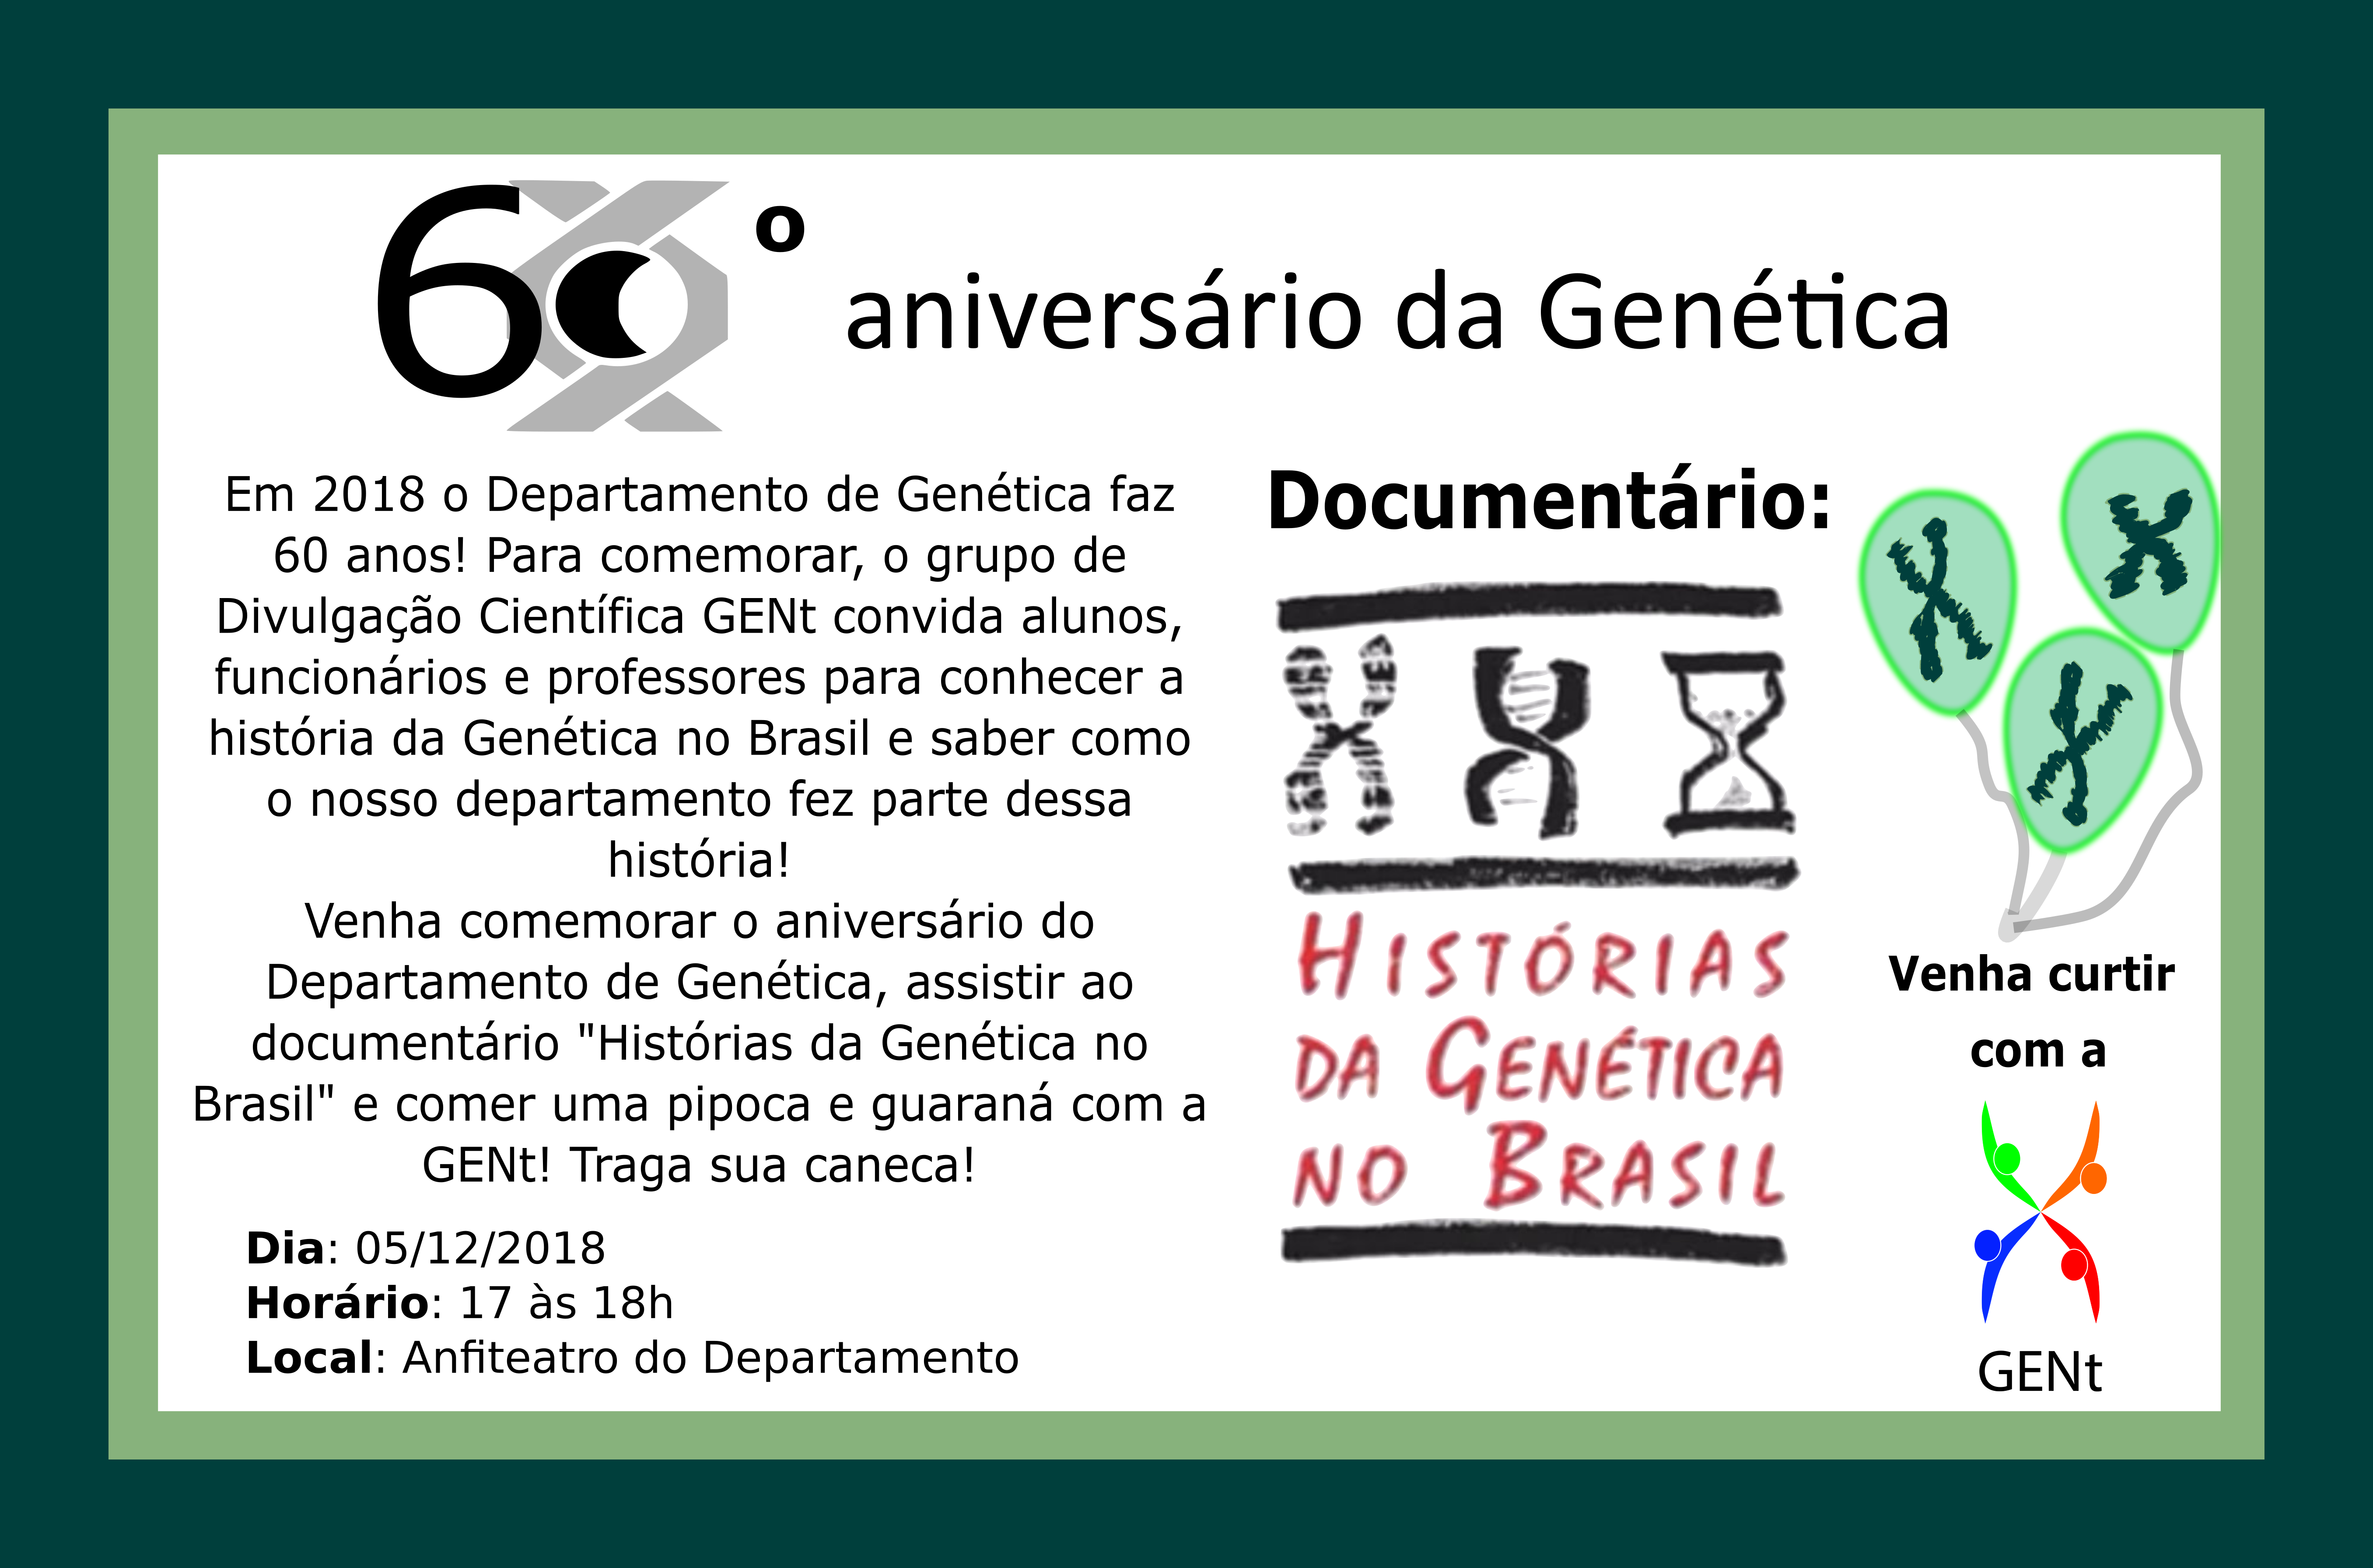 60º aniversário da Genética
Em 2018 o Departamento de Genética faz
60 anos! Para comemorar, o grupo de
Divulgação Científica GENt convida alunos,
funcionários e professores para conhecer a
história da Genética no Brasil e saber como
o nosso departamento fez parte dessa
história!
Venha comemorar o aniversário do
Departamento de Genética, assistir ao
documentário "Histórias da Genética no
Brasil" e comer uma pipoca e guaraná com a
GENt! Traga sua caneca!
Dia: 05/12/2018
Horário: 17 às 18h
Local: Anfiteatro do Departamento
Documentário:
HISTÓRIAS
DA GENÉTICA
NO BRASIL
Venha curtir
com a
GENt